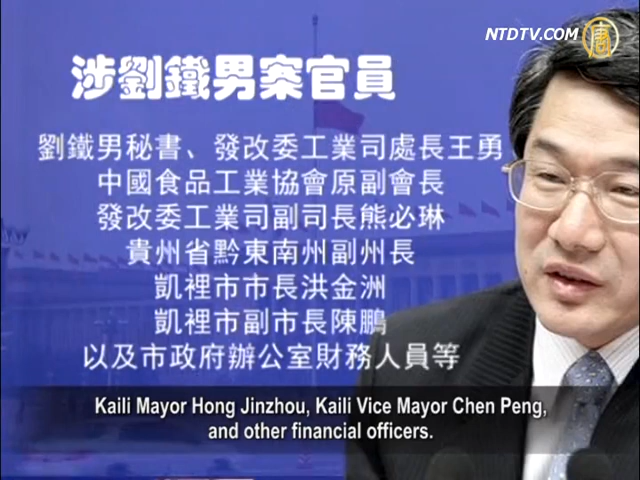 NTDTV.COM
唐
涉劉鐵男案官員
劉鐵男秘書、發改委工業司處長王勇
中國食品工業協會原副會長
發改委工業司副司長熊必琳
貴州省黔東南州副州長
凱裡市市長洪金洲
凱裡市副市長陳鵬
以及市政府辦公室財務人員等
Kaili Mayor Hong Jinzhou, Kaili Vice Mayor Chen Peng,
and other financial officers.